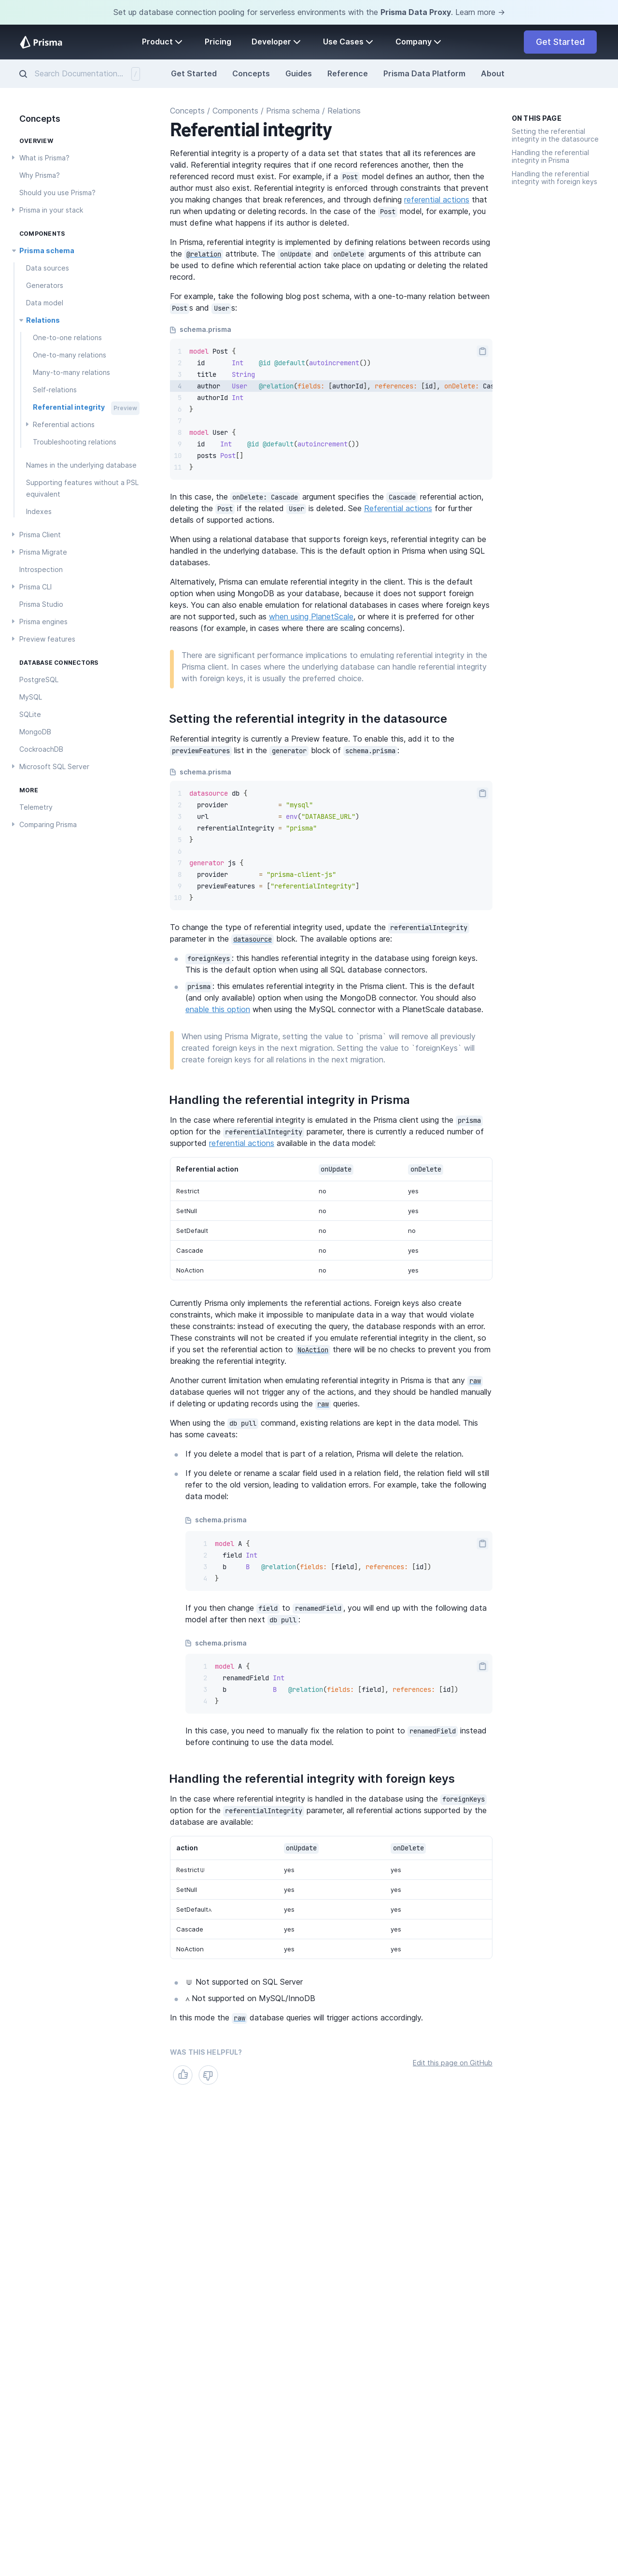 Set up database connection pooling for serverless environments with the Prisma Data Proxy. Learn more →
Prisma
Product
Pricing
Developer
Use Cases
Company
Get Started
Search Documentation...
/
Get Started
Concepts
Guides
Reference
Prisma Data Platform
About
Concepts
OVERVIEW
What is Prisma?
Why Prisma?
Should you use Prisma?
Prisma in your stack
COMPONENTS
Prisma schema
Data sources
Generators
Data model
Relations
One-to-one relations
One-to-many relations
Many-to-many relations
Self-relations
Referential integrity Preview
Referential actions
Troubleshooting relations
Names in the underlying database
Supporting features without a PSL
equivalent
Indexes
Prisma Client
Prisma Migrate
Introspection
Prisma CLI
Prisma Studio
Prisma engines
Preview features
DATABASE CONNECTORS
PostgreSQL
MySQL
SQLite
MongoDB
CockroachDB
Microsoft SQL Server
MORE
Telemetry
Comparing Prisma
Concepts / Components / Prisma schema / Relations
Referential integrity
Referential integrity is a property of a data set that states that all its references are
valid. Referential integrity requires that if one record references another, then the
referenced record must exist. For example, if a Post model defines an author, then the
author must also exist. Referential integrity is enforced through constraints that prevent
you making changes that break references, and through defining referential actions that
run when updating or deleting records. In the case of the Post model, for example, you
must define what happens if its author is deleted.
In Prisma, referential integrity is implemented by defining relations between records using
the @relation attribute. The onUpdate and onDelete arguments of this attribute can
be used to define which referential action take place on updating or deleting the related
record.
For example, take the following blog post schema, with a one-to-many relation between
Post s and User s:
schema.prisma
1 model Post {
2 id Int @id @default(autoincrement())
3 title String
4 author User @relation(fields: [authorId], references: [id], onDelete: Cas
5 authorId Int
6 }
7
8 model User {
9 id Int @id @default(autoincrement())
10 posts Post[]
11 }
In this case, the onDelete: Cascade argument specifies the Cascade referential action,
deleting the Post if the related User is deleted. See Referential actions for further
details of supported actions.
When using a relational database that supports foreign keys, referential integrity can be
handled in the underlying database. This is the default option in Prisma when using SQL
databases.
Alternatively, Prisma can emulate referential integrity in the client. This is the default
option when using MongoDB as your database, because it does not support foreign
keys. You can also enable emulation for relational databases in cases where foreign keys
are not supported, such as when using PlanetScale, or where it is preferred for other
reasons (for example, in cases where there are scaling concerns).
There are significant performance implications to emulating referential integrity in the
Prisma client. In cases where the underlying database can handle referential integrity
with foreign keys, it is usually the preferred choice.
Setting the referential integrity in the datasource
Referential integrity is currently a Preview feature. To enable this, add it to the
previewFeatures list in the generator block of schema.prisma :
schema.prisma
1 datasource db {
2 provider = "mysql"
3 url = env("DATABASE_URL")
4 referentialIntegrity = "prisma"
5 }
6
7 generator js {
8 provider = "prisma-client-js"
9 previewFeatures = ["referentialIntegrity"]
10 }
To change the type of referential integrity used, update the referentialIntegrity
parameter in the datasource block. The available options are:
foreignKeys : this handles referential integrity in the database using foreign keys.
This is the default option when using all SQL database connectors.
prisma : this emulates referential integrity in the Prisma client. This is the default
(and only available) option when using the MongoDB connector. You should also
enable this option when using the MySQL connector with a PlanetScale database.
When using Prisma Migrate, setting the value to `prisma` will remove all previously
created foreign keys in the next migration. Setting the value to `foreignKeys` will
create foreign keys for all relations in the next migration.
Handling the referential integrity in Prisma
In the case where referential integrity is emulated in the Prisma client using the prisma
option for the referentialIntegrity parameter, there is currently a reduced number of
supported referential actions available in the data model:
Referential action onUpdate onDelete
Restrict no yes
SetNull no yes
SetDefault no no
Cascade no yes
NoAction no yes
Currently Prisma only implements the referential actions. Foreign keys also create
constraints, which make it impossible to manipulate data in a way that would violate
these constraints: instead of executing the query, the database responds with an error.
These constraints will not be created if you emulate referential integrity in the client, so
if you set the referential action to NoAction there will be no checks to prevent you from
breaking the referential integrity.
Another current limitation when emulating referential integrity in Prisma is that any raw
database queries will not trigger any of the actions, and they should be handled manually
if deleting or updating records using the raw queries.
When using the db pull command, existing relations are kept in the data model. This
has some caveats:
If you delete a model that is part of a relation, Prisma will delete the relation.
If you delete or rename a scalar field used in a relation field, the relation field will still
refer to the old version, leading to validation errors. For example, take the following
data model:
schema.prisma
1 model A {
2 field Int
3 b B @relation(fields: [field], references: [id])
4 }
If you then change field to renamedField , you will end up with the following data
model after then next db pull :
schema.prisma
1 model A {
2 renamedField Int
3 b B @relation(fields: [field], references: [id])
4 }
In this case, you need to manually fix the relation to point to renamedField instead
before continuing to use the data model.
Handling the referential integrity with foreign keys
In the case where referential integrity is handled in the database using the foreignKeys
option for the referentialIntegrity parameter, all referential actions supported by the
database are available:
action onUpdate onDelete
Restrict yes yes
SetNull yes yes
SetDefault yes yes
Cascade yes yes
NoAction yes yes
Not supported on SQL Server
Not supported on MySQL/InnoDB
In this mode the raw database queries will trigger actions accordingly.
WAS THIS HELPFUL?
Edit this page on GitHub
ON THIS PAGE
Setting the referential
integrity in the datasource
Handling the referential
integrity in Prisma
Handling the referential
integrity with foreign keys